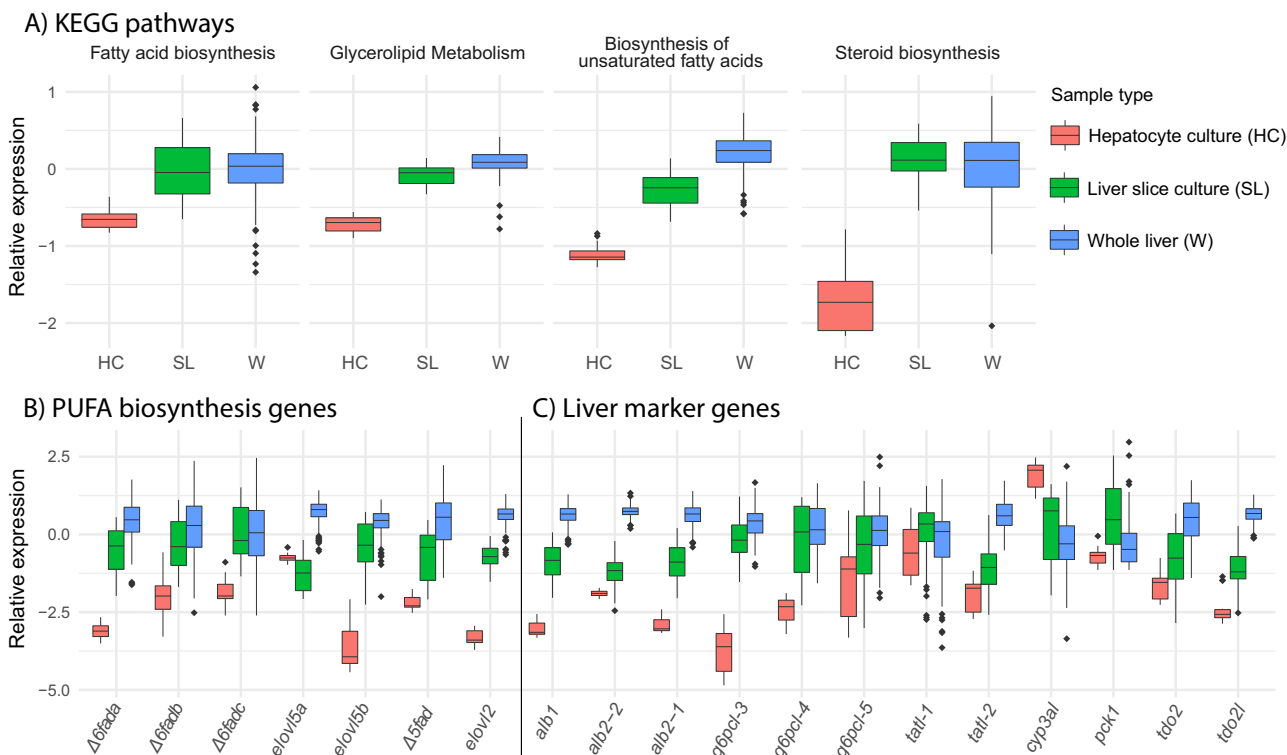 A) KEGG pathways
Fatty acid biosynthesis
Glycerolipid Metabolism
Biosynthesis of
unsaturated fatty acids
Steroid biosynthesis
Relative expression
1
0
−1
−2
HC SL W
HC SL W
HC SL W
HC SL W
Sample type
Hepatocyte culture (HC)
Liver slice culture (SL)
Whole liver (W)
B) PUFA biosynthesis genes
C) Liver marker genes
Relative expression
2.5
0.0
−2.5
−5.0
Δ6fada
Δ6fadb
Δ6fadc
elovl5a
elovl5b
Δ5fad
elovl2
alb1
alb2−2
alb2−1
g6pcl-3
g6pcl-4
g6pcl-5
tatl-1
tatl-2
cyp3al
pck1
tdo2
tdo2l